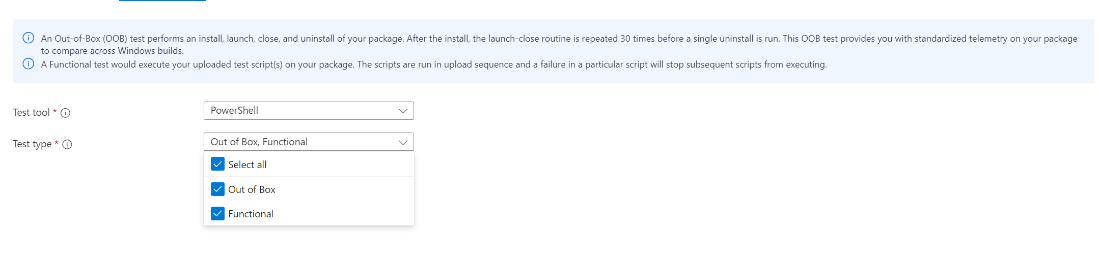 An Out-of-Box (OOB) test performs an install, launch, close, and uninstall of your package. After the install, the launch-close routine is repeated 30 times before a single uninstall is run. This OOB test provides you with standardized telemetry on your package
to compare across Windows builds.
A Functional test would execute your uploaded test script(s) on your package. The scripts are run in upload sequence and a failure in a particular script will stop subsequent scripts from executing.
Test tool *
PowerShell
Test type *
Out of Box, Functional
Select all
Out of Box
Functional